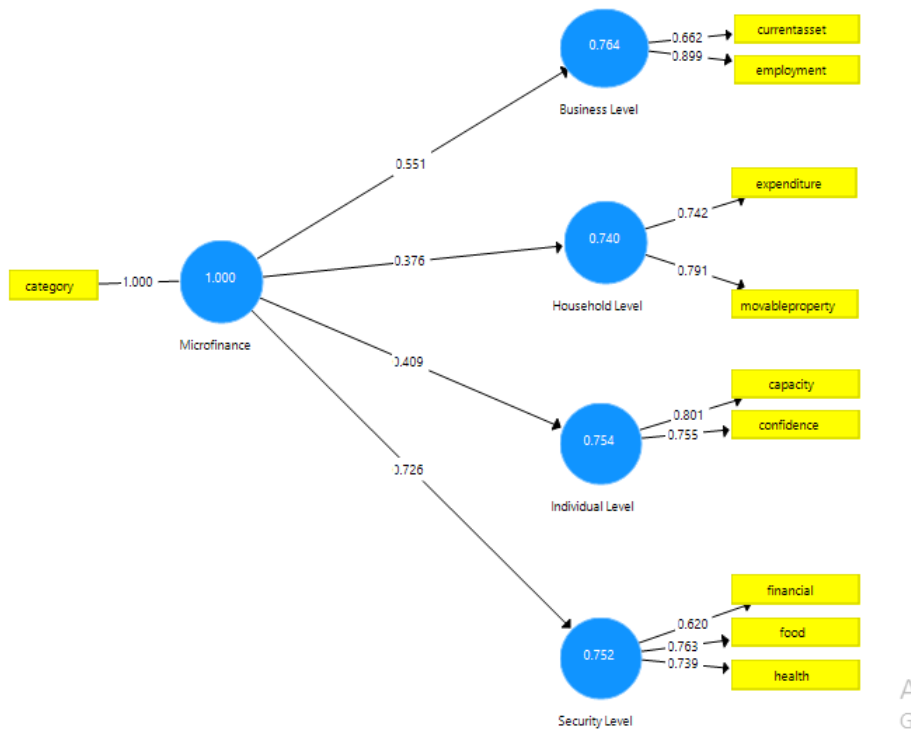 0.764
Business Level
0.662
currentasset
0.899
employment
0.551
0.740
Household Level
0.742
expenditure
0.791
movableproperty
category
1.000
1.000
Microfinance
0.376
0.409
0.754
Individual Level
0.801
capacity
0.755
confidence
0.726
0.752
Security Level
0.620
financial
0.763
food
0.739
health
A
G